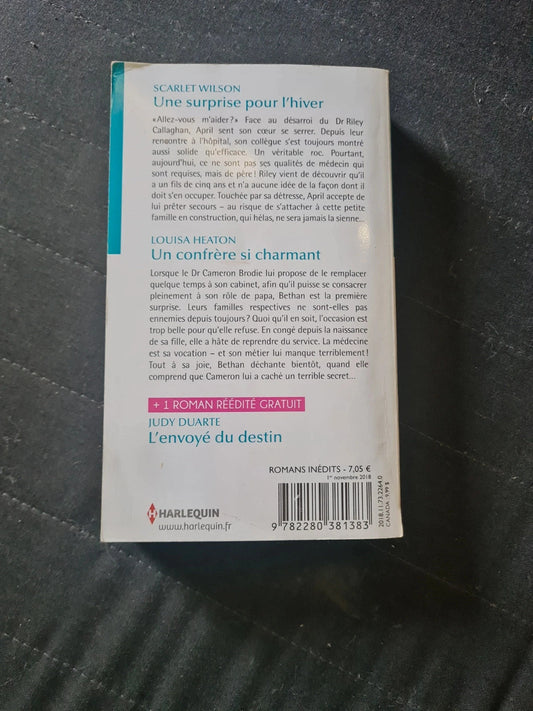 SCARLET WILSON
Une surprise pour l'hiver
«Allez-vous m'aider?» Face au désarroi du Dr Riley
Callaghan, April sent son cœur se serrer. Depuis leur
rencontre à l'hôpital, son collègue s'est toujours montré
aussi solide qu'efficace. Un véritable roc. Pourtant,
aujourd'hui, ce ne sont pas ses qualités de médecin qui
sont requises, mais de père! Riley vient de découvrir qu'il
a un fils de cinq ans et n'a aucune idée de la façon dont il
doit s'en occuper. Touchée par sa détresse, April accepte de
lui prêter secours – au risque de s'attacher à cette petite
famille en construction, qui hélas, ne sera jamais la sienne...
LOUISA HEATON
Un confrère si charmant
Lorsque le Dr Cameron Brodie lui propose de le remplacer
quelque temps à son cabinet, afin qu'il puisse se consacrer
pleinement à son rôle de papa, Bethan est la première
surprise. Leurs familles respectives ne sont-elles pas
ennemies depuis toujours? Quoi qu'il en soit, l'occasion est
trop belle pour qu'elle refuse. En congé depuis la naissance
de sa fille, elle a hâte de reprendre du service. La médecine
est sa vocation – et son métier lui manque terriblement!
Tout à sa joie, Bethan déchante bientôt, quand elle
comprend que Cameron lui a caché un terrible secret...
+ 1 ROMAN RÉÉDITÉ GRATUIT
JUDY DUARTE
L'envoyé du destin
ROMANS INÉDITS - 7,05 €
1er novembre 2018
HARLEQUIN
www.harlequin.fr
9 782280 381383
2018.11.73.2264.0
CANADA : 9.99 $